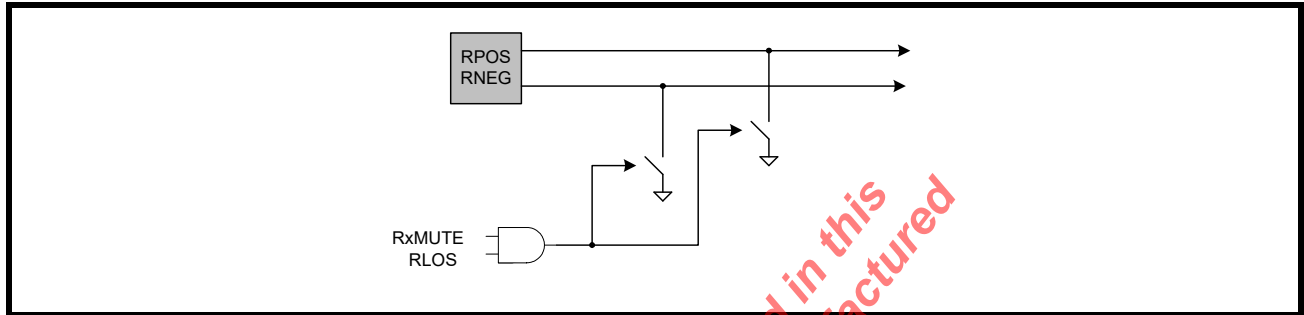 RPOS
RNEG
RxMUTE
RLOS
in this
factured